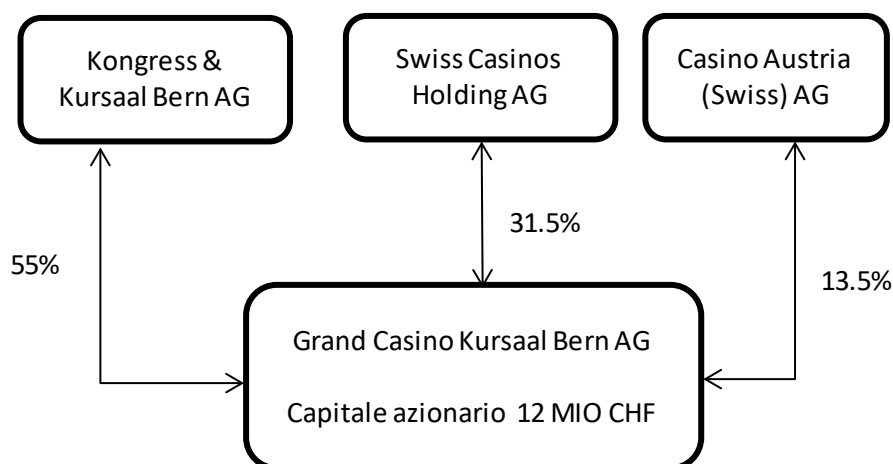 Kongress &
Kursaal Bern AG
Swiss Casinos
Holding AG
Casino Austria
(Swiss) AG
55%
31.5%
13.5%
Grand Casino Kursaal Bern AG
Capitale azionario 12 MIO CHF